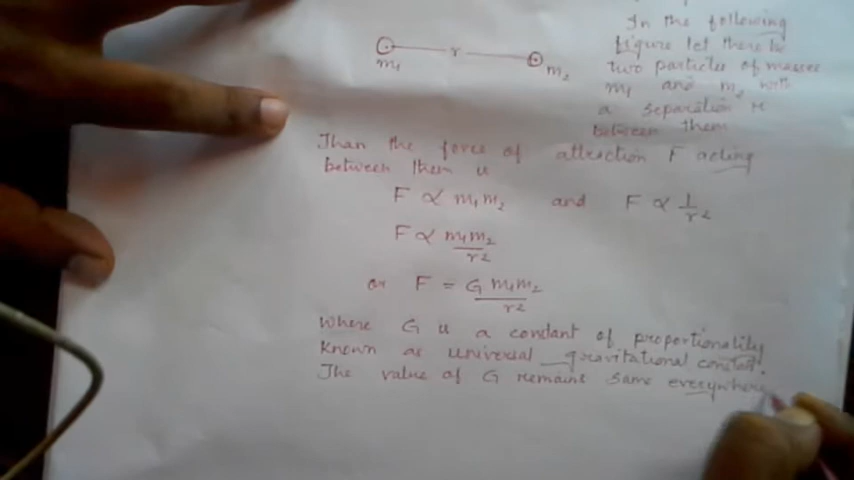 In the following
figure let there be
two particles of masses
m1 and m2 with
a separation r
between them
m1 r m2
Than the force of attraction F acting
between them is
F ∝ m1m2 and F ∝ 1/r2
F ∝ m1m2/r2
or F = G m1m2/r2
Where G is a constant of proportionality
Known as universal gravitational constant.
The value of G remains same everywhere